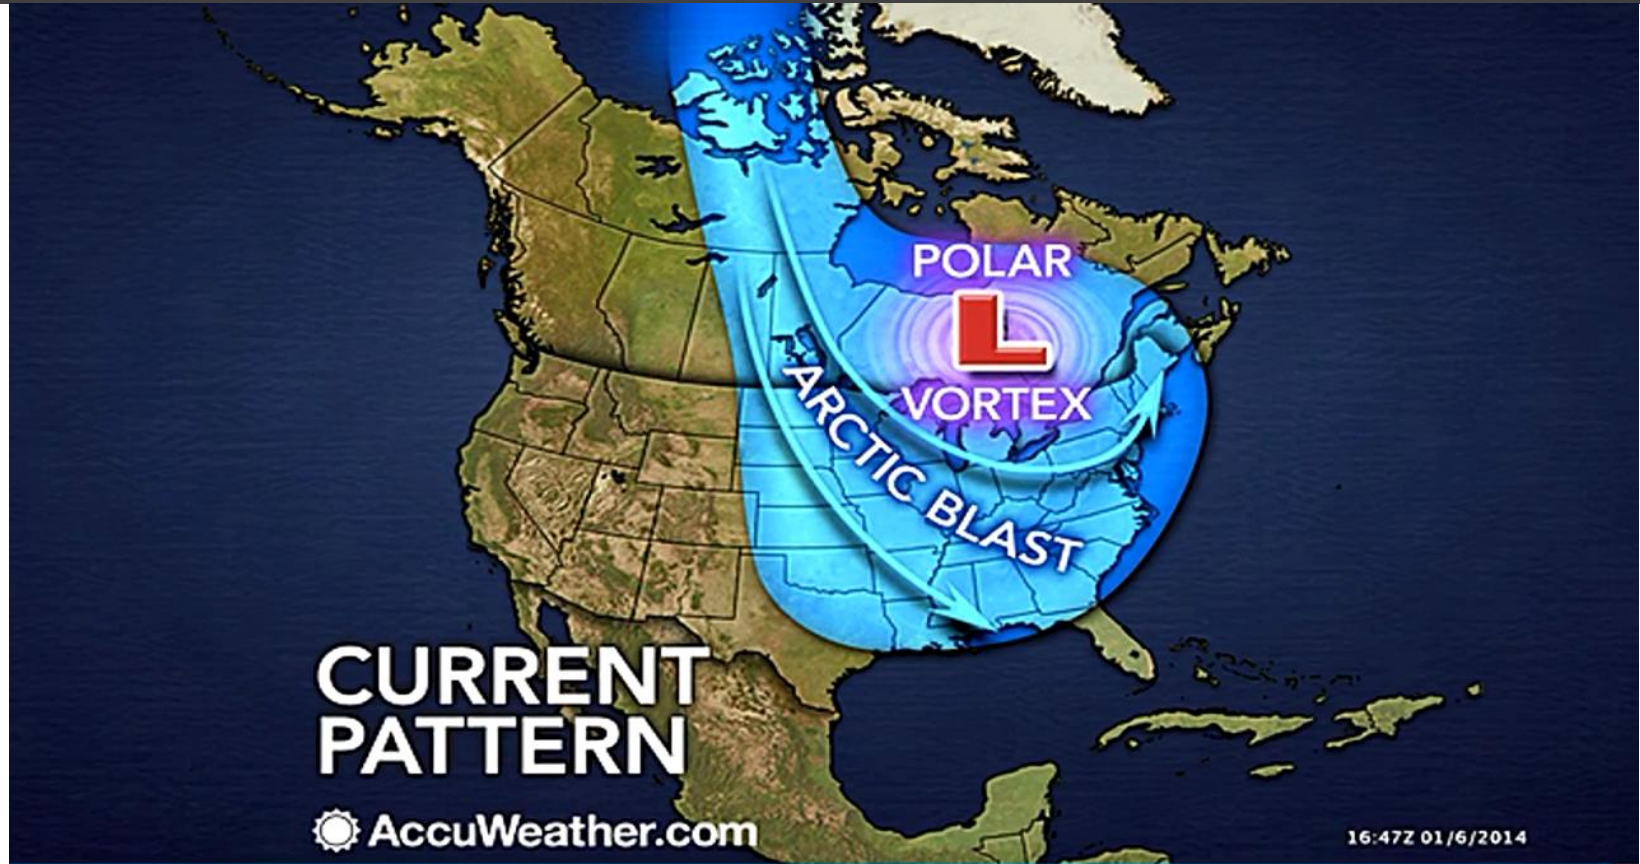 POLAR
L
VORTEX
ARCTIC BLAST
CURRENT
PATTERN
AccuWeather.com
16:47Z 01/6/2014